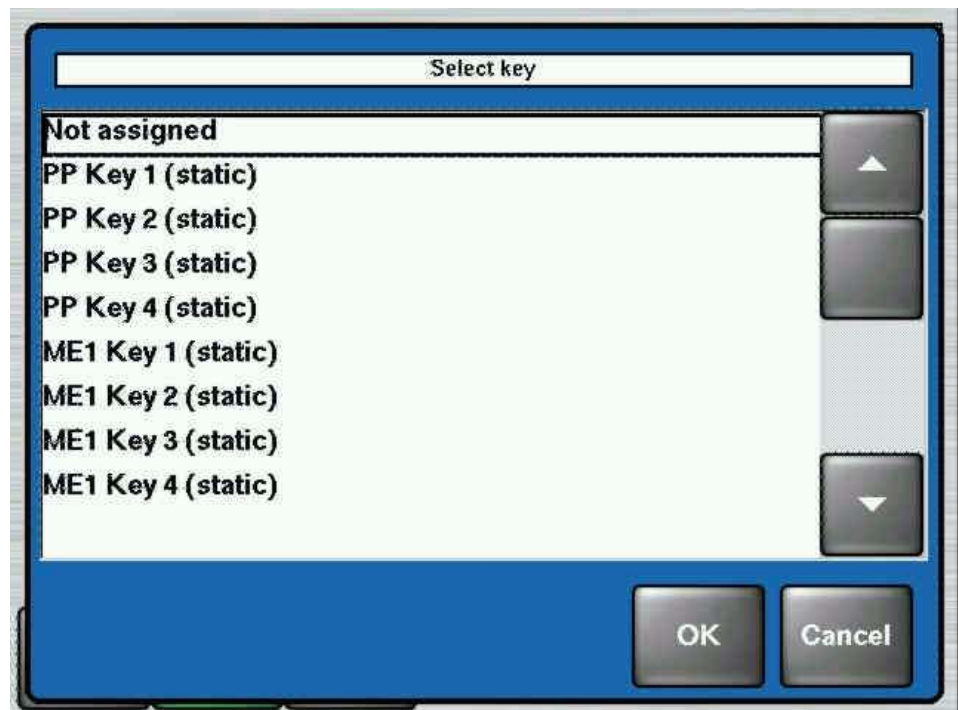 Select key
Not assigned
PP Key 1 (static)
PP Key 2 (static)
PP Key 3 (static)
PP Key 4 (static)
ME1 Key 1 (static)
ME1 Key 2 (static)
ME1 Key 3 (static)
ME1 Key 4 (static)
OK Cancel